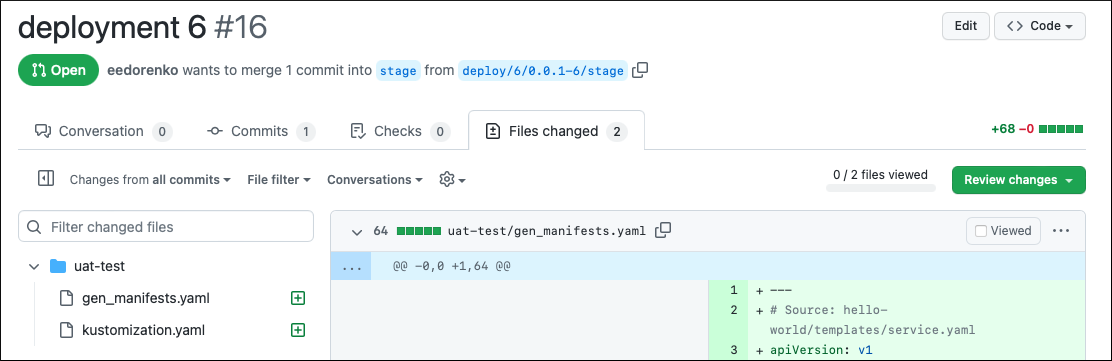 deployment 6 #16
Edit
<> Code
Open
eedorenko wants to merge 1 commit into stage from deploy/6/0.0.1-6/stage
Conversation 0
Commits 1
Checks 0
Files changed 2
+68 −0
Changes from all commits
File filter
Conversations
0 / 2 files viewed
Review changes
Filter changed files
64 uat-test/gen_manifests.yaml
Viewed
...
uat-test
gen_manifests.yaml
kustomization.yaml
... @@ -0,0 +1,64 @@
1 + ---
2 + # Source: hello-
world/templates/service.yaml
3 + apiVersion: v1